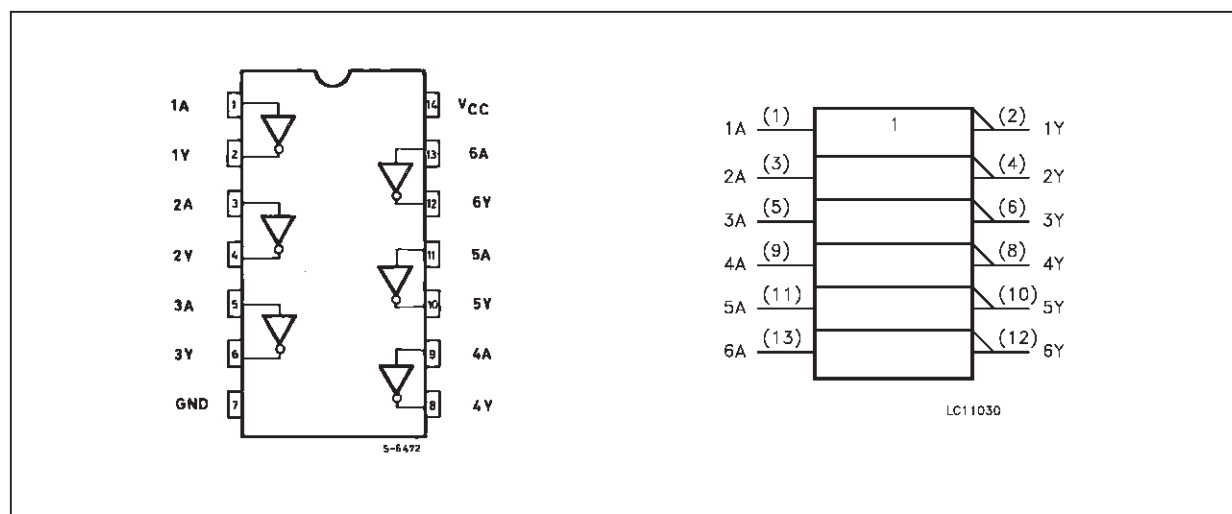 1A 1 14 VCC
1Y 2 13 6A
2A 3 12 6Y
2Y 4 11 5A
3A 5 10 5Y
3Y 6 9 4A
GND 7 8 4Y
S-6472
1
1A (1) (2) 1Y
2A (3) (4) 2Y
3A (5) (6) 3Y
4A (9) (8) 4Y
5A (11) (10) 5Y
6A (13) (12) 6Y
LC11030